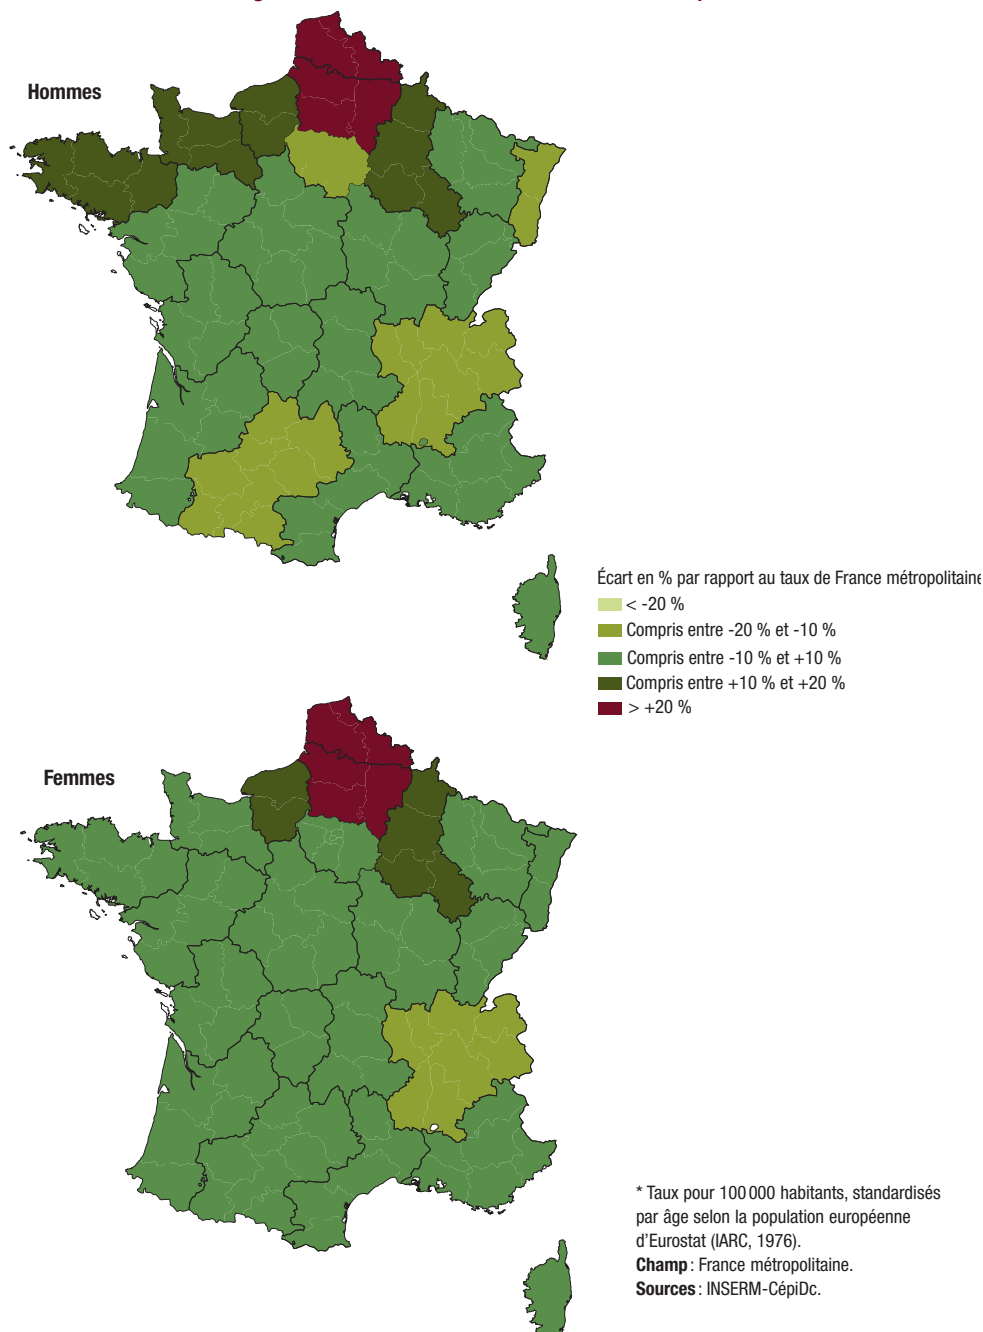 Hommes
Écart en % par rapport au taux de France métropolitaine
< -20 %
Compris entre -20 % et -10 %
Compris entre -10 % et +10 %
Compris entre +10 % et +20 %
> +20 %
Femmes
* Taux pour 100 000 habitants, standardisés
par âge selon la population européenne
d’Eurostat (IARC, 1976).
Champ : France métropolitaine.
Sources : INSERM-CépiDc.